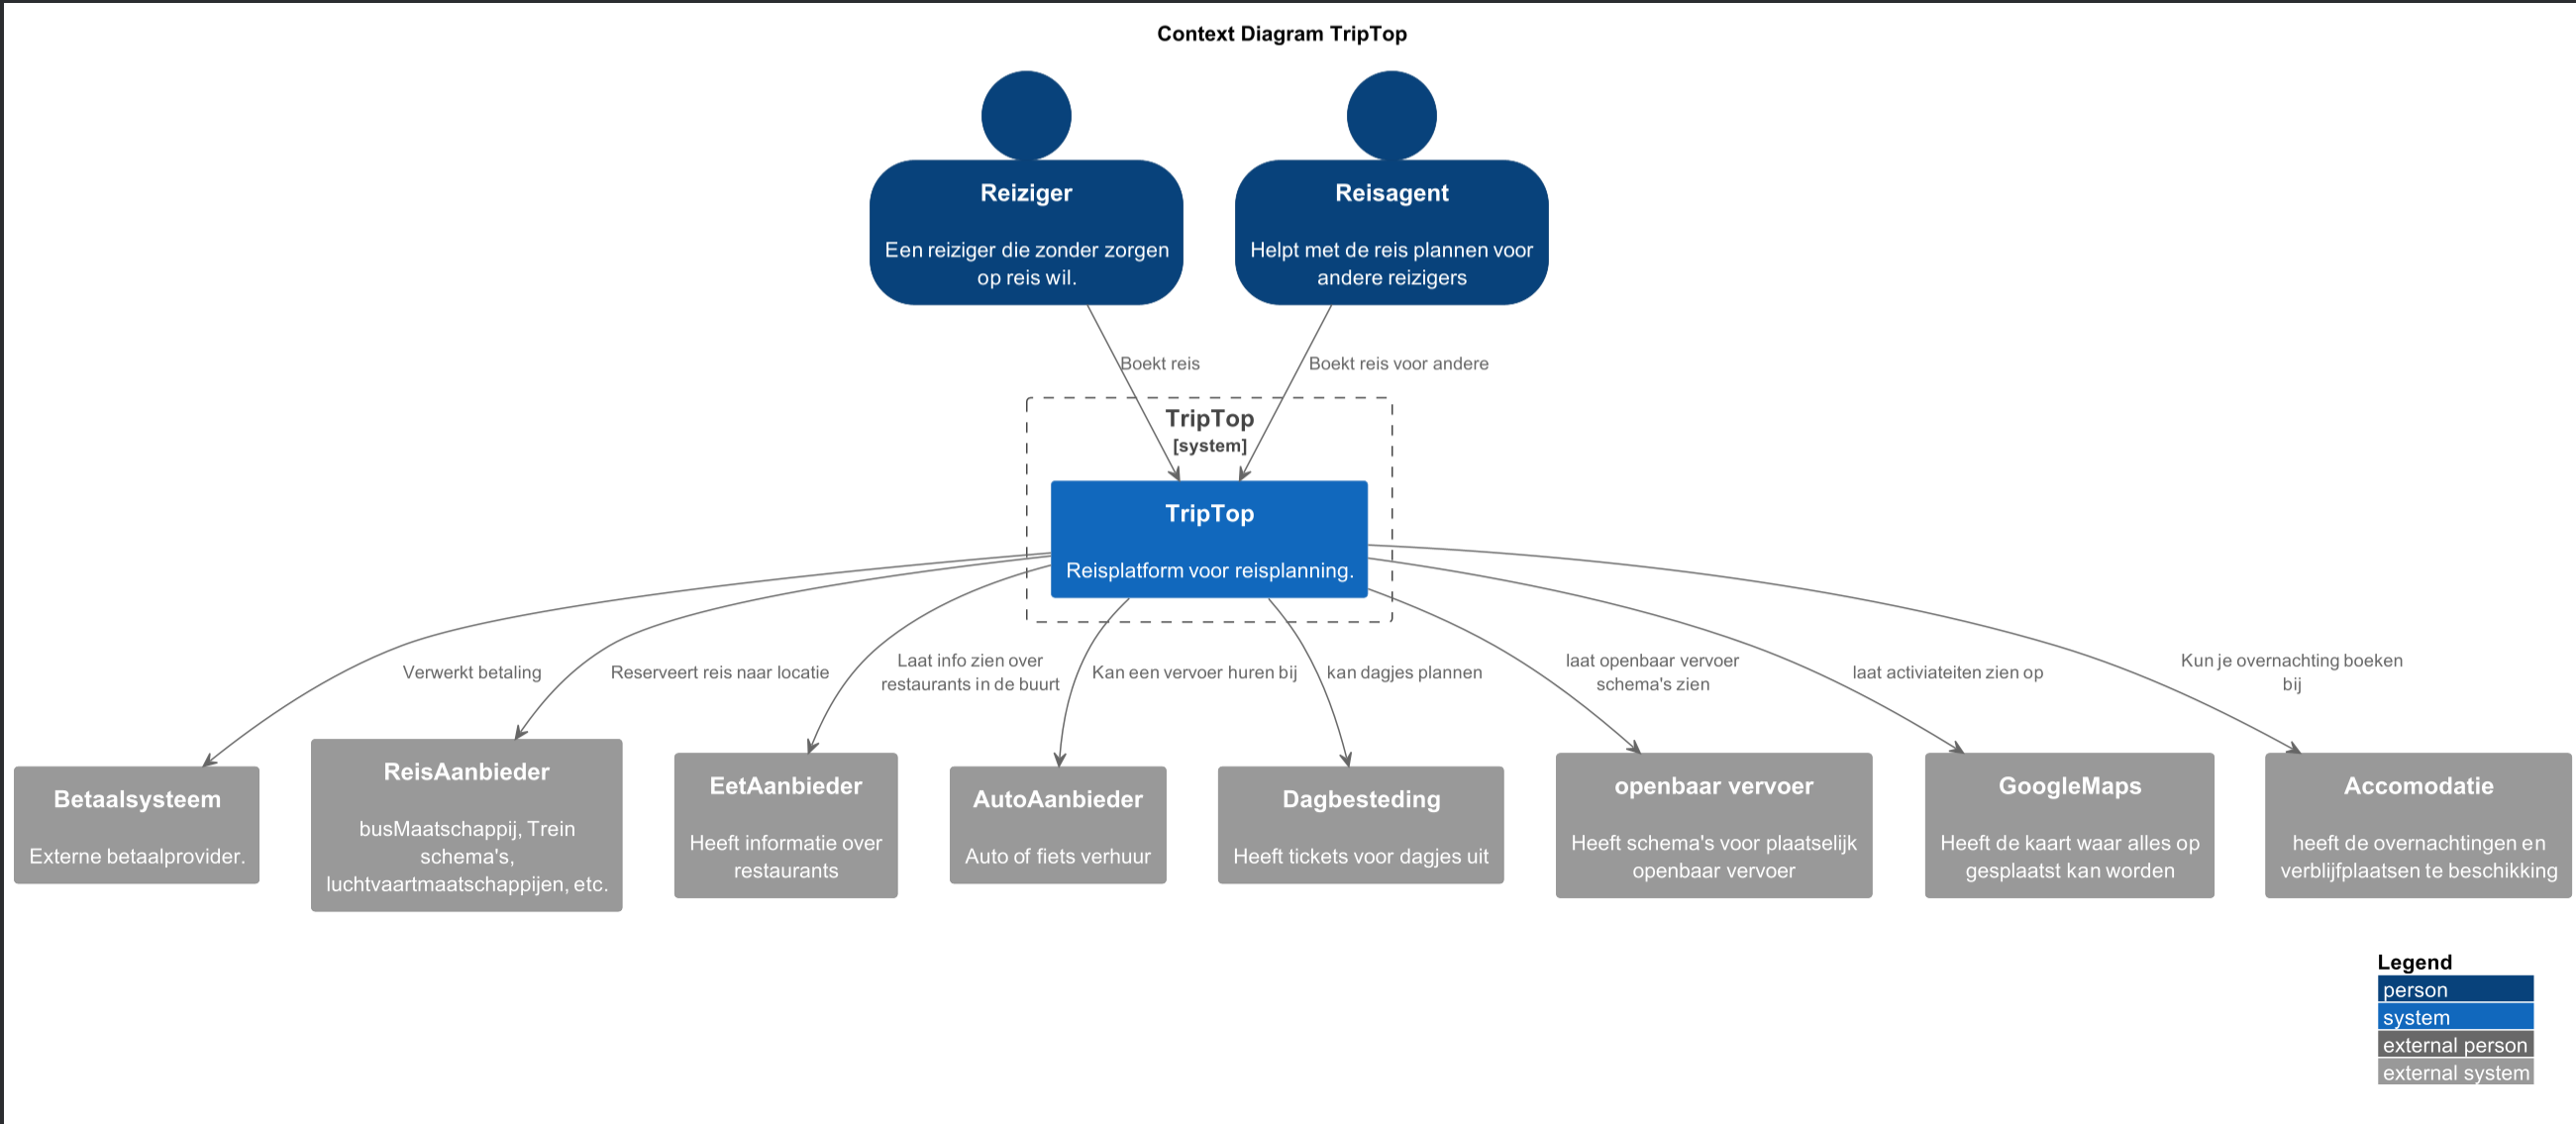 Context Diagram TripTop
Reiziger
Een reiziger die zonder zorgen
op reis wil.
Reisagent
Helpt met de reis plannen voor
andere reizigers
Boekt reis
Boekt reis voor andere
TripTop
[system]
TripTop
Reisplatform voor reisplanning.
Verwerkt betaling
Reserveert reis naar locatie
Laat info zien over
restaurants in de buurt
Kan een vervoer huren bij
kan dagjes plannen
laat openbaar vervoer
schema's zien
laat activiateiten zien op
Kun je overnachting boeken
bij
Betaalsysteem
Externe betaalprovider.
ReisAanbieder
busMaatschappij, Trein
schema's,
luchtvaartmaatschappijen, etc.
EetAanbieder
Heeft informatie over
restaurants
AutoAanbieder
Auto of fiets verhuur
Dagbesteding
Heeft tickets voor dagjes uit
openbaar vervoer
Heeft schema's voor plaatselijk
openbaar vervoer
GoogleMaps
Heeft de kaart waar alles op
gesplaatst kan worden
Accomodatie
heeft de overnachtingen en
verblijfplaatsen te beschikking
Legend
person
system
external person
external system